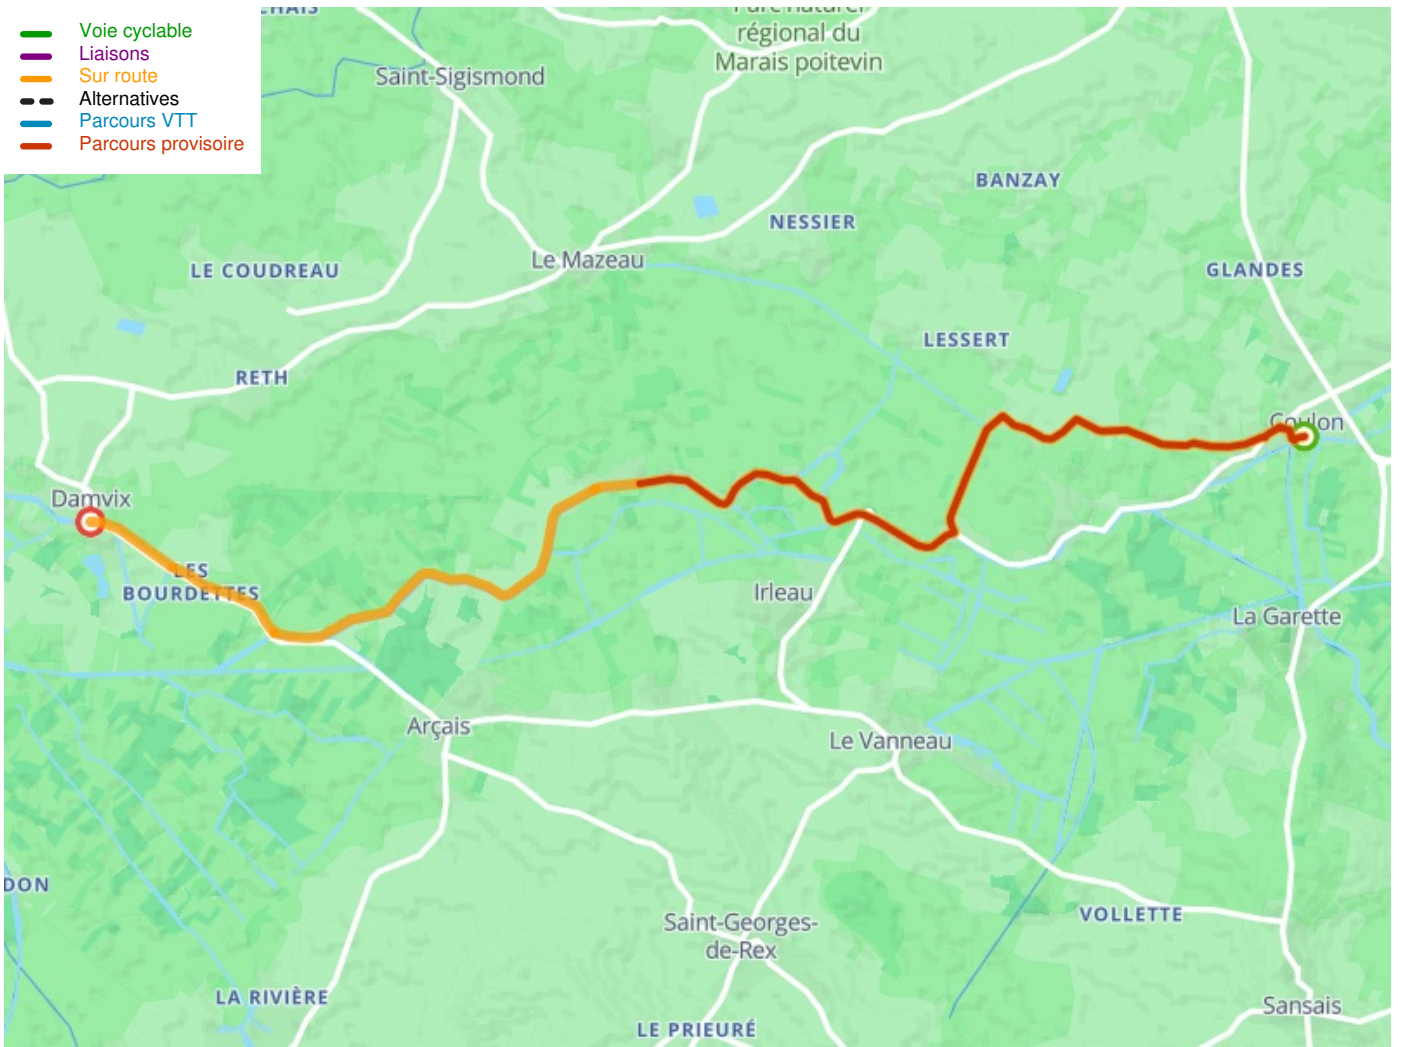 Voie cyclable
Liaisons
Sur route
Alternatives
Parcours VTT
Parcours provisoire
régional du
Marais poitevin
Saint-Sigismond
BANZAY
NESSIER
Le Mazeau
LE COUDREAU
GLANDES
LESSERT
RETH
Coulon
Damvix
LES
BOURDETTES
Irleau
La Garette
Arçais
Le Vanneau
DON
VOLLETTE
Saint-Georges-
de-Rex
LA RIVIÈRE
Sansais
LE PRIEURÉ